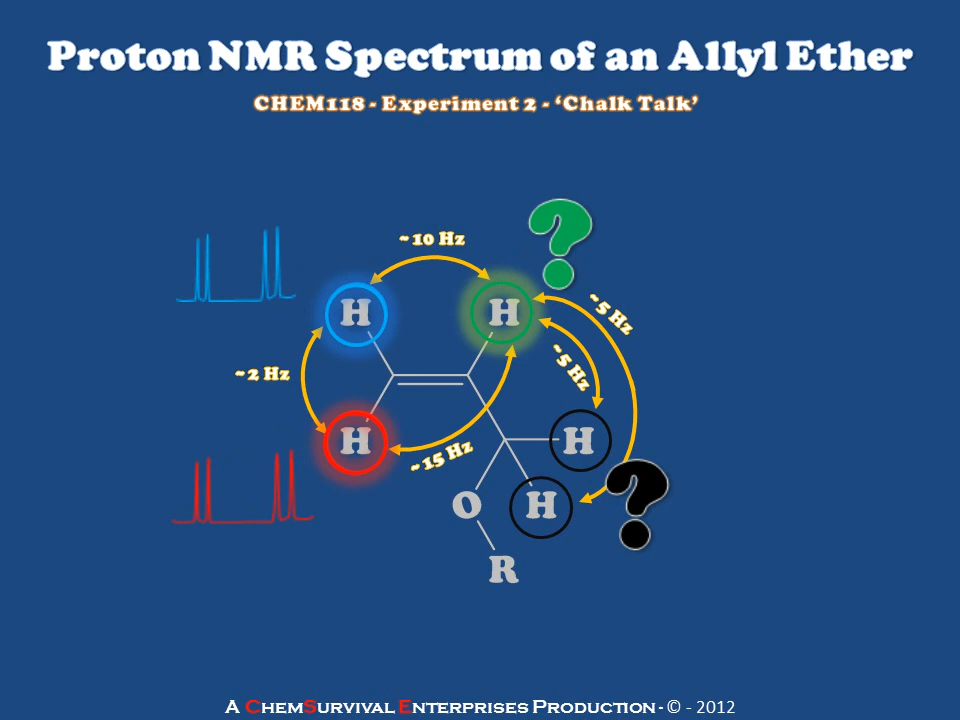 Proton NMR Spectrum of an Allyl Ether
CHEM118 - Experiment 2 - ‘Chalk Talk’
?
~ 10 Hz
~ 5 Hz
H
H
~ 5 Hz
~ 2 Hz
H
H
~ 15 Hz
?
O
H
R
A ChemSurvival Enterprises Production - © - 2012